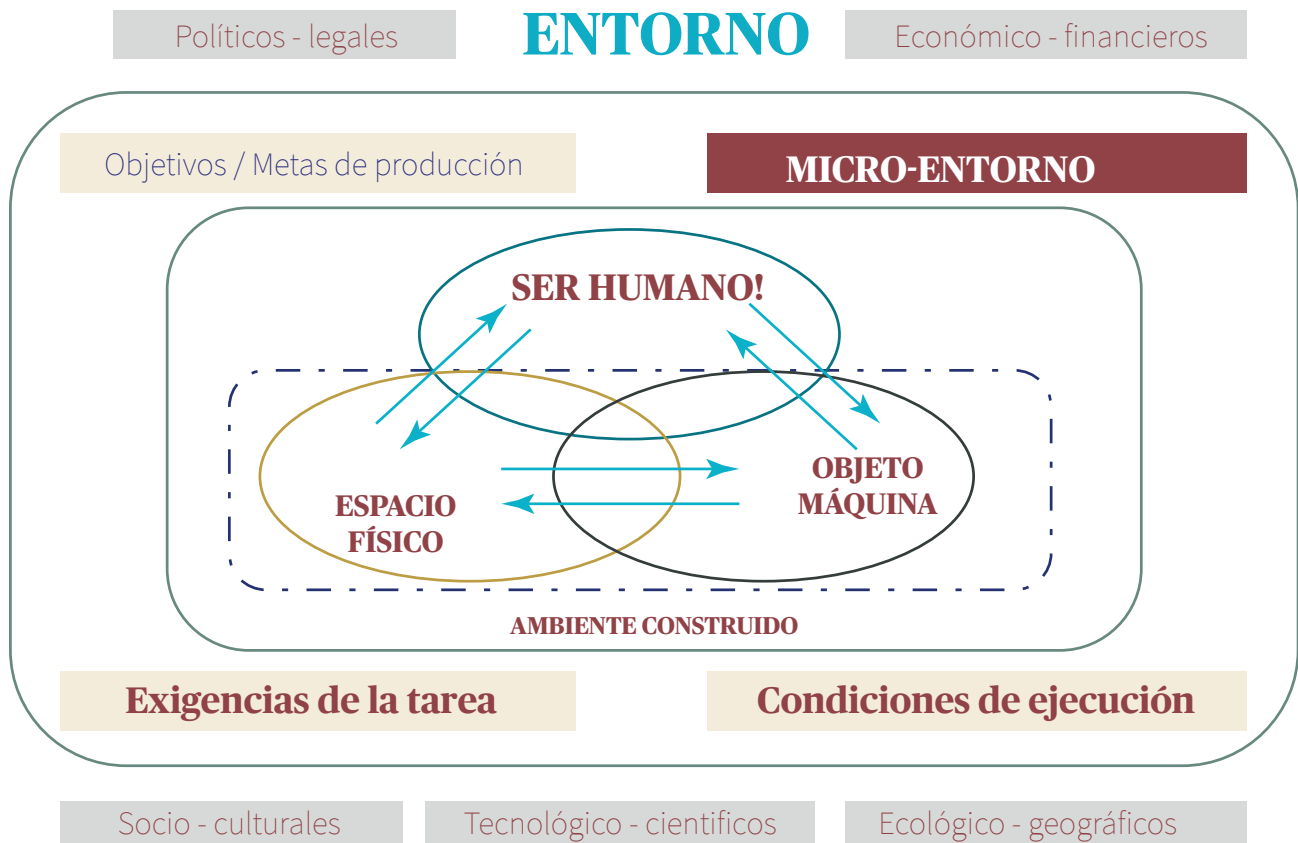 Políticos - legales
ENTORNO
Económico - financieros
Objetivos / Metas de producción
MICRO-ENTORNO
SER HUMANO!
ESPACIO
FÍSICO
OBJETO
MÁQUINA
AMBIENTE CONSTRUIDO
Exigencias de la tarea
Condiciones de ejecución
Socio - culturales
Tecnológico - cientificos
Ecológico - geográficos